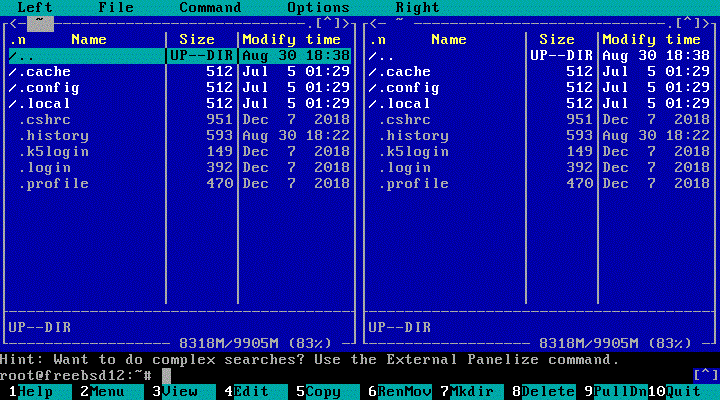 Left File Command Options Right
<- ~ .[^]> <- ~ .[^]>
.n Name Size Modify time .n Name Size Modify time
/.. UP--DIR Aug 30 18:38 /.. UP--DIR Aug 30 18:38
/.cache 512 Jul 5 01:29 /.cache 512 Jul 5 01:29
/.config 512 Jul 5 01:29 /.config 512 Jul 5 01:29
/.local 512 Jul 5 01:29 /.local 512 Jul 5 01:29
.cshrc 951 Dec 7 2018 .cshrc 951 Dec 7 2018
.history 593 Aug 30 18:22 .history 593 Aug 30 18:22
.k5login 149 Dec 7 2018 .k5login 149 Dec 7 2018
.login 392 Dec 7 2018 .login 392 Dec 7 2018
.profile 470 Dec 7 2018 .profile 470 Dec 7 2018
UP--DIR UP--DIR
8318M/9905M (83%) 8318M/9905M (83%)
Hint: Want to do complex searches? Use the External Panelize command.
root@freebsd12:~# [^]
1Help 2Menu 3View 4Edit 5Copy 6RenMov 7Mkdir 8Delete 9PullDn 10Quit